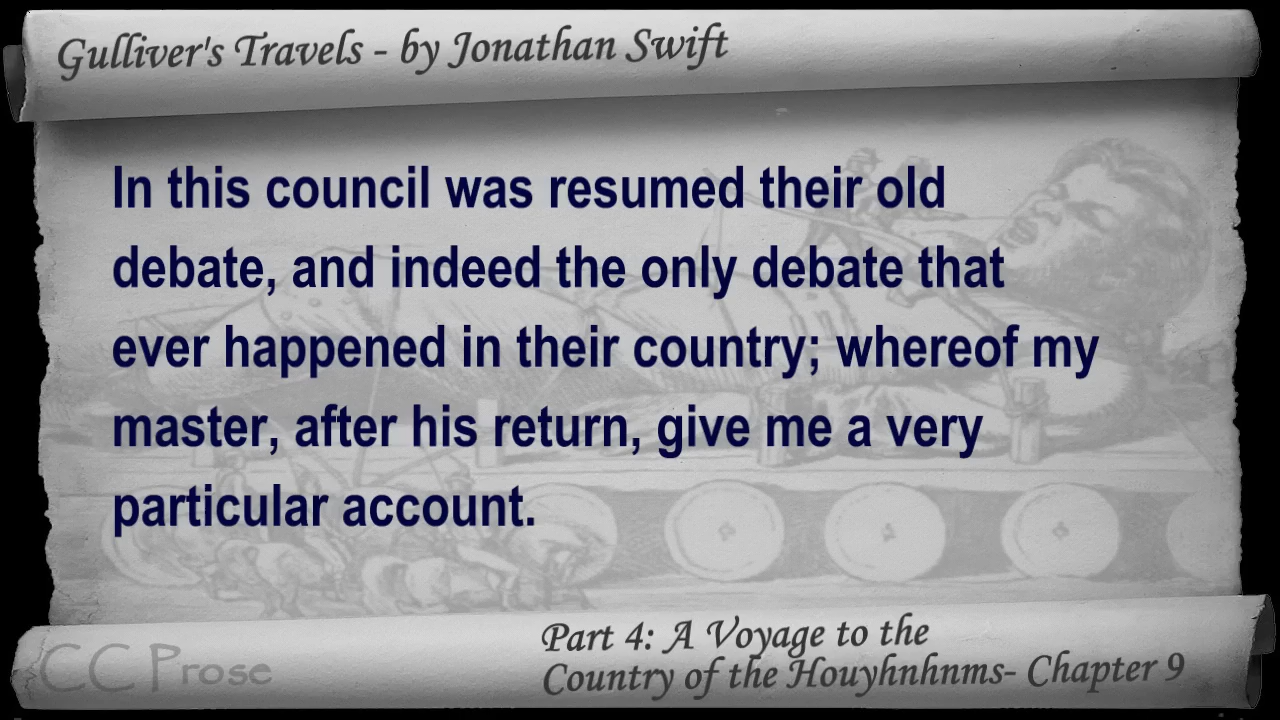 Gulliver's Travels - by Jonathan Swift
In this council was resumed their old
debate, and indeed the only debate that
ever happened in their country; whereof my
master, after his return, give me a very
particular account.
Part 4: A Voyage to the
Country of the Houyhnhnms- Chapter 9
CC Prose